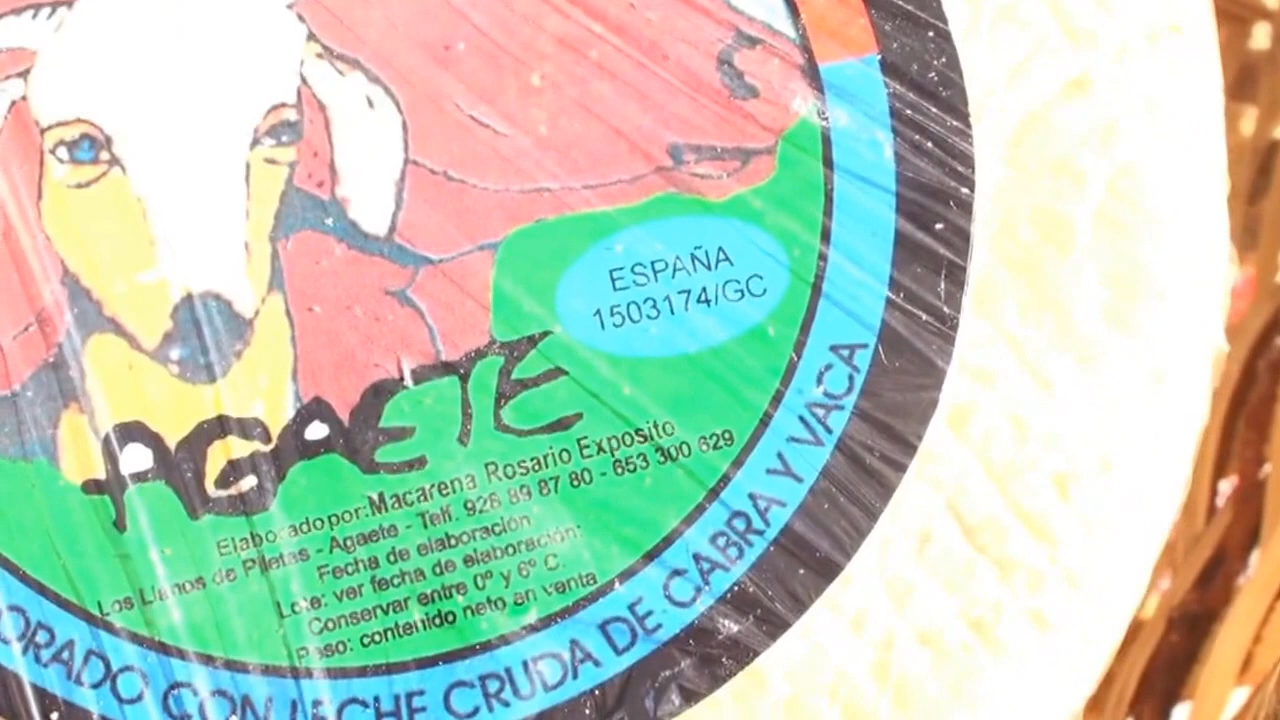 ESPAÑA
1503174/GC
AGAETE
Elaborado por: Macarena Rosario Exposito
Los Llanos de Piletas - Agaete - Telf. 928 89 87 80 - 653 300 629
Fecha de elaboración
Lote: ver fecha de elaboración:
Conservar entre 0º y 6º C.
Peso: contenido neto en venta
ORADO CON LECHE CRUDA DE CABRA Y VACA